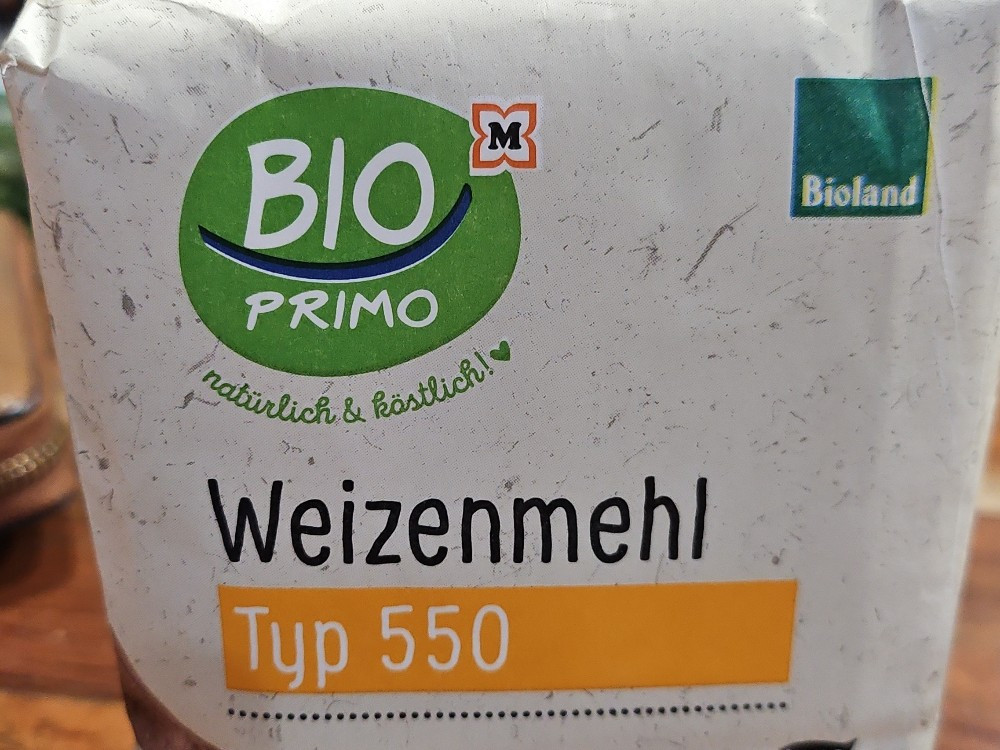 BIO
M
PRIMO
natürlich & köstlich!
Bioland
Weizenmehl
Typ 550